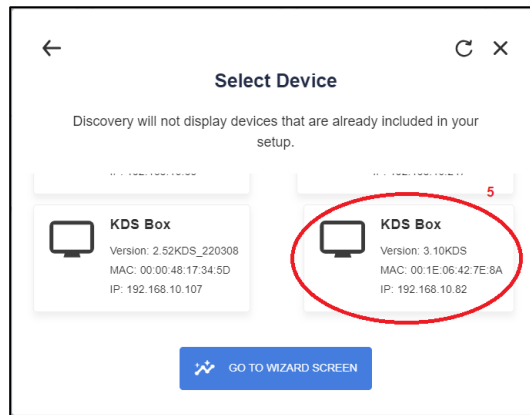 Select Device
Discovery will not display devices that are already included in your
setup.
5
KDS Box
Version: 2.52KDS_220308
MAC: 00:00:48:17:34:5D
IP: 192.168.10.107
KDS Box
Version: 3.10KDS
MAC: 00:1E:06:42:7E:8A
IP: 192.168.10.82
GO TO WIZARD SCREEN